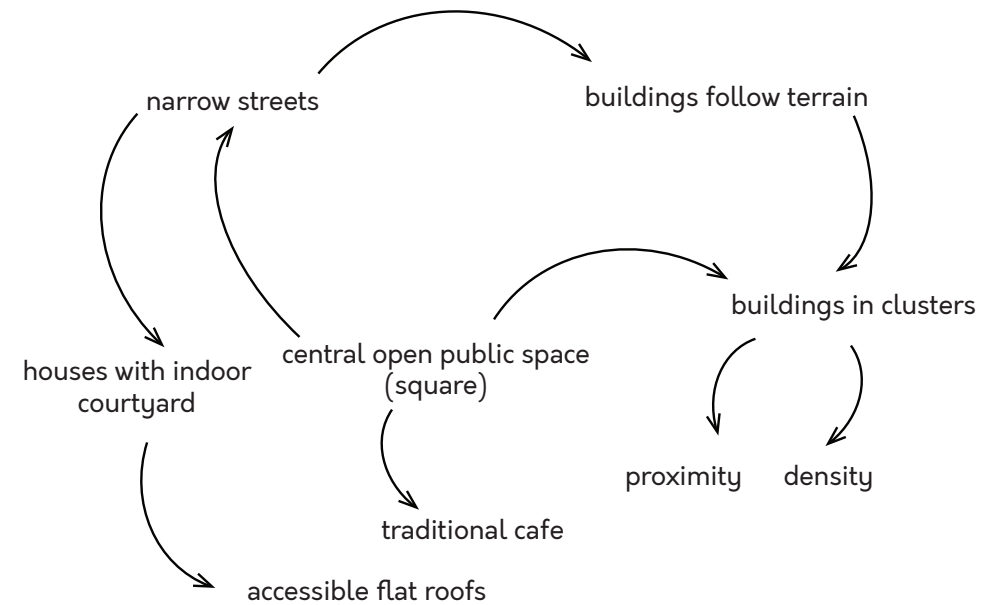 narrow streets
buildings follow terrain
buildings in clusters
central open public space
(square)
houses with indoor
courtyard
proximity
density
traditional cafe
accessible flat roofs